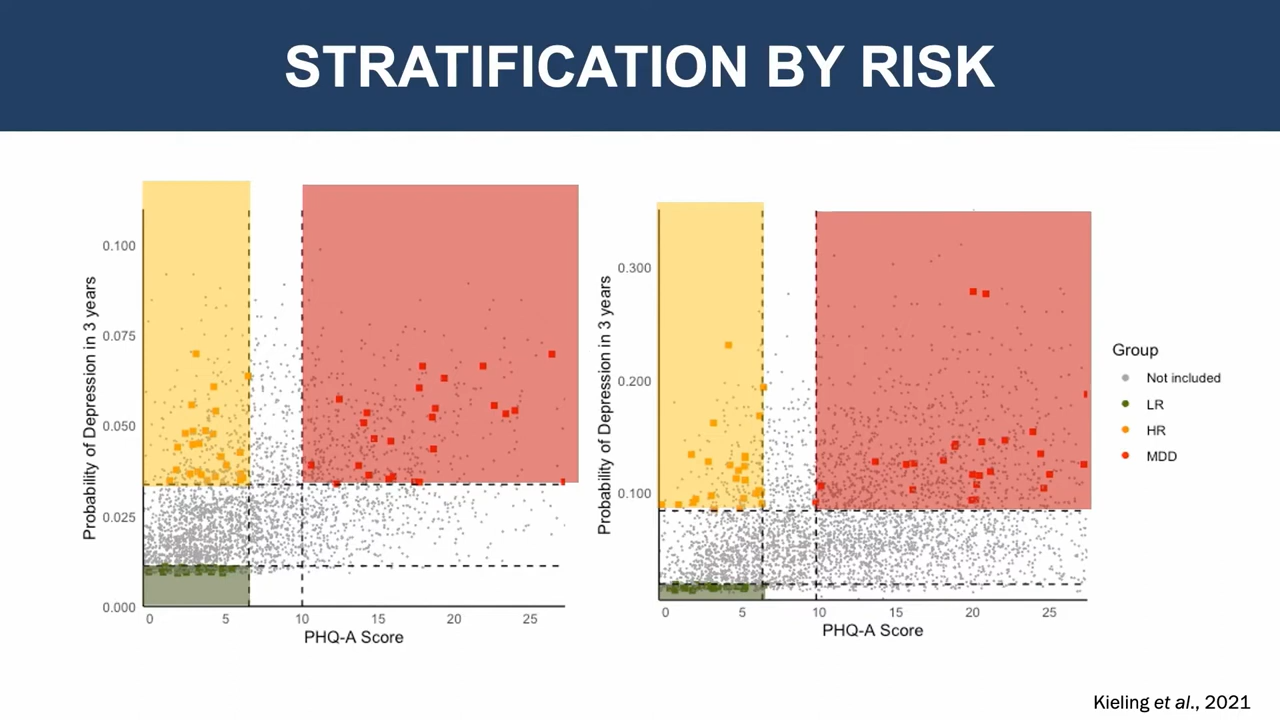 STRATIFICATION BY RISK
Probability of Depression in 3 years
0.100
0.075
0.050
0.025
0.000
0 5 10 15 20 25
PHQ-A Score
Probability of Depression in 3 years
0.300
0.200
0.100
0 5 10 15 20 25
PHQ-A Score
Group
Not included
LR
HR
MDD
Kieling et al., 2021